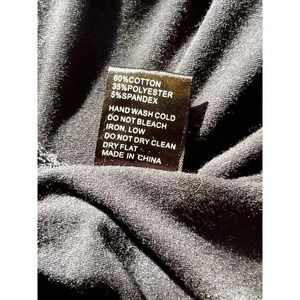 60%COTTON
35%POLYESTER
5%SPANDEX
HAND WASH COLD
DO NOT BLEACH
IRON, LOW
DO NOT DRY CLEAN
DRY FLAT
MADE IN CHINA